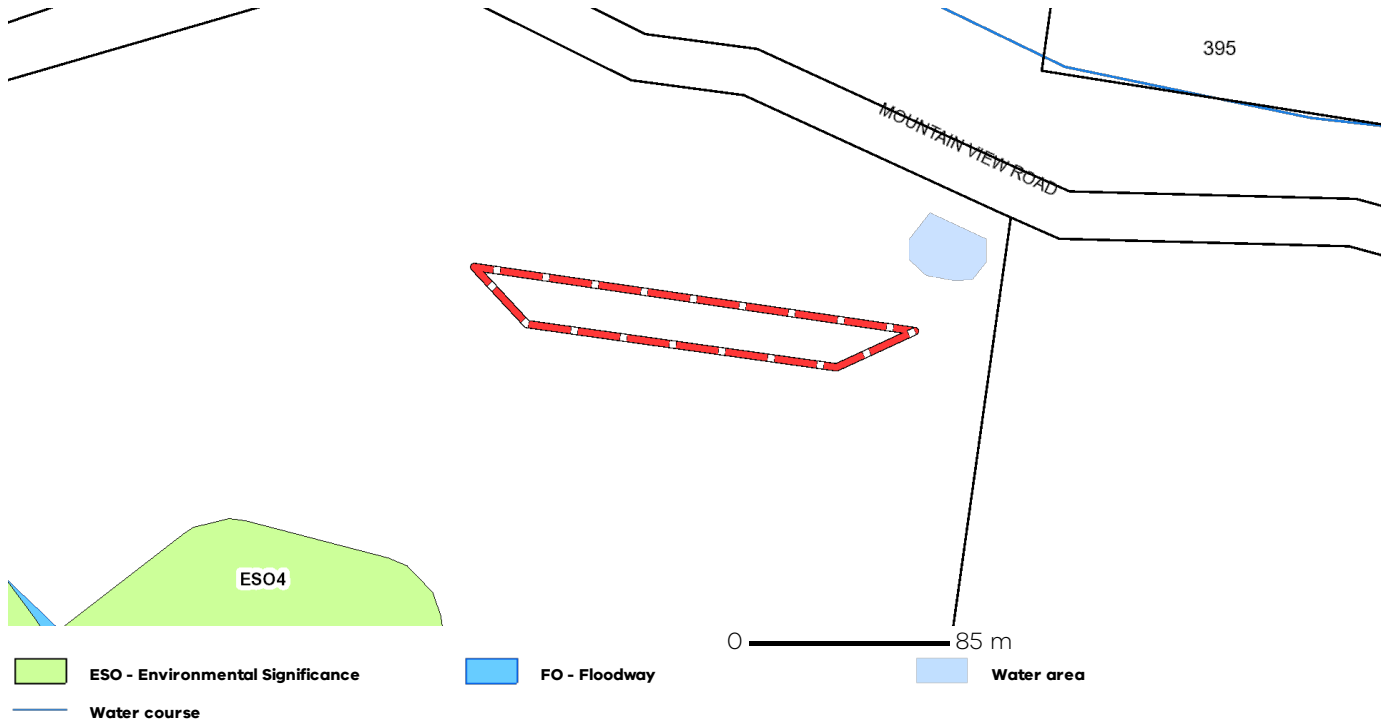 395
MOUNTAIN VIEW ROAD
ESO4
0 85 m
ESO - Environmental Significance
FO - Floodway
Water area
Water course